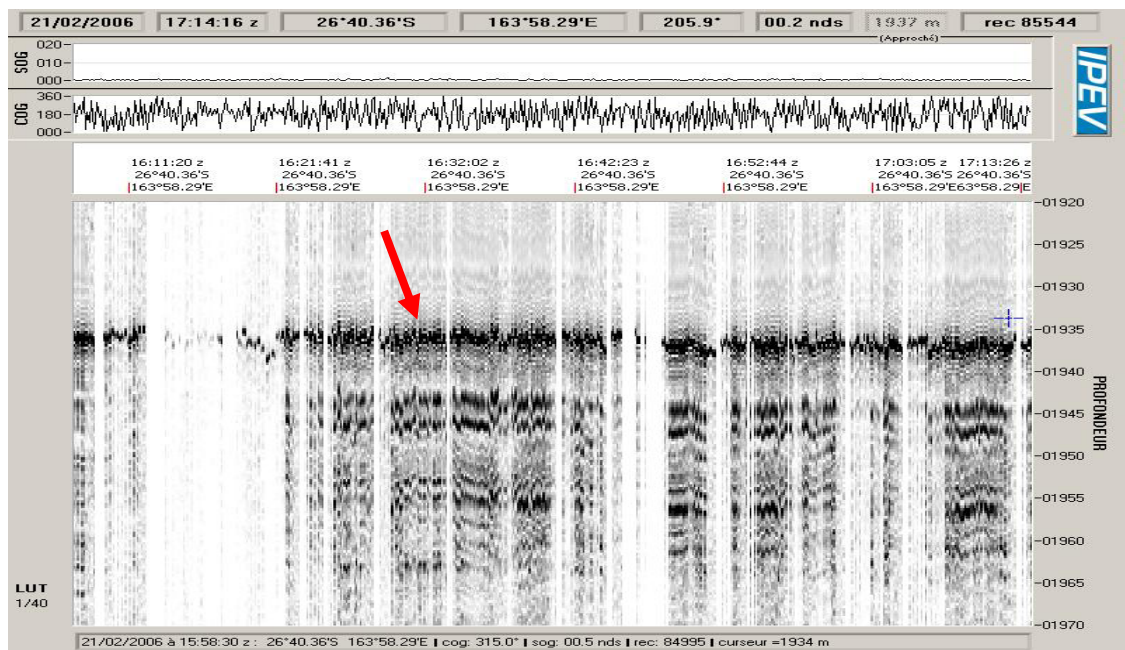 21/02/2006 17:14:16 z 26°40.36'S 163°58.29'E 205.9° 00.2 nds 1937 m rec 85544
(Approché)
SOG
020
010
000
COG
360
180
000
IPEV
16:11:20 z 16:21:41 z 16:32:02 z 16:42:23 z 16:52:44 z 17:03:05 z 17:13:26 z
26°40.36'S 26°40.36'S 26°40.36'S 26°40.36'S 26°40.36'S 26°40.36'S 26°40.36'S
163°58.29'E 163°58.29'E 163°58.29'E 163°58.29'E 163°58.29'E 163°58.29'E63°58.29'E
-01920
-01925
-01930
-01935
-01940
-01945
-01950
-01955
-01960
-01965
-01970
PROFONDEUR
LUT
1/40
21/02/2006 à 15:58:30 z : 26°40.36'S 163°58.29'E | cog: 315.0° | sog: 00.5 nds | rec: 84995 | curseur =1934 m